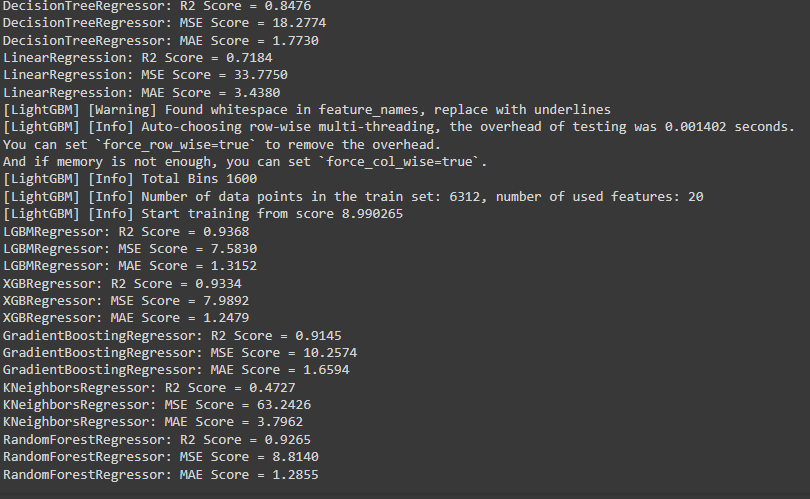 DecisionTreeRegressor: R2 Score = 0.8476
DecisionTreeRegressor: MSE Score = 18.2774
DecisionTreeRegressor: MAE Score = 1.7730
LinearRegression: R2 Score = 0.7184
LinearRegression: MSE Score = 33.7750
LinearRegression: MAE Score = 3.4380
[LightGBM] [Warning] Found whitespace in feature_names, replace with underlines
[LightGBM] [Info] Auto-choosing row-wise multi-threading, the overhead of testing was 0.001402 seconds.
You can set `force_row_wise=true` to remove the overhead.
And if memory is not enough, you can set `force_col_wise=true`.
[LightGBM] [Info] Total Bins 1600
[LightGBM] [Info] Number of data points in the train set: 6312, number of used features: 20
[LightGBM] [Info] Start training from score 8.990265
LGBMRegressor: R2 Score = 0.9368
LGBMRegressor: MSE Score = 7.5830
LGBMRegressor: MAE Score = 1.3152
XGBRegressor: R2 Score = 0.9334
XGBRegressor: MSE Score = 7.9892
XGBRegressor: MAE Score = 1.2479
GradientBoostingRegressor: R2 Score = 0.9145
GradientBoostingRegressor: MSE Score = 10.2574
GradientBoostingRegressor: MAE Score = 1.6594
KNeighborsRegressor: R2 Score = 0.4727
KNeighborsRegressor: MSE Score = 63.2426
KNeighborsRegressor: MAE Score = 3.7962
RandomForestRegressor: R2 Score = 0.9265
RandomForestRegressor: MSE Score = 8.8140
RandomForestRegressor: MAE Score = 1.2855